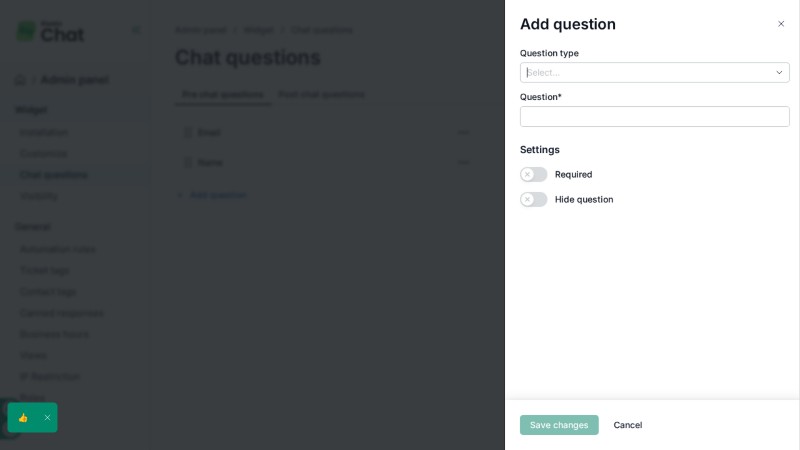 Chat
Admin panel / Widget / Chat questions
Chat questions
Admin panel
Pre chat questions
Post chat questions
Widget
Installation
Customize
Chat questions
Visibility
Email
Name
+ Add question
General
Automation rules
Ticket tags
Contact tags
Canned responses
Business hours
Views
IP Restriction
Add question
Question type
Select...
Question*
Settings
Required
Hide question
Save changes
Cancel